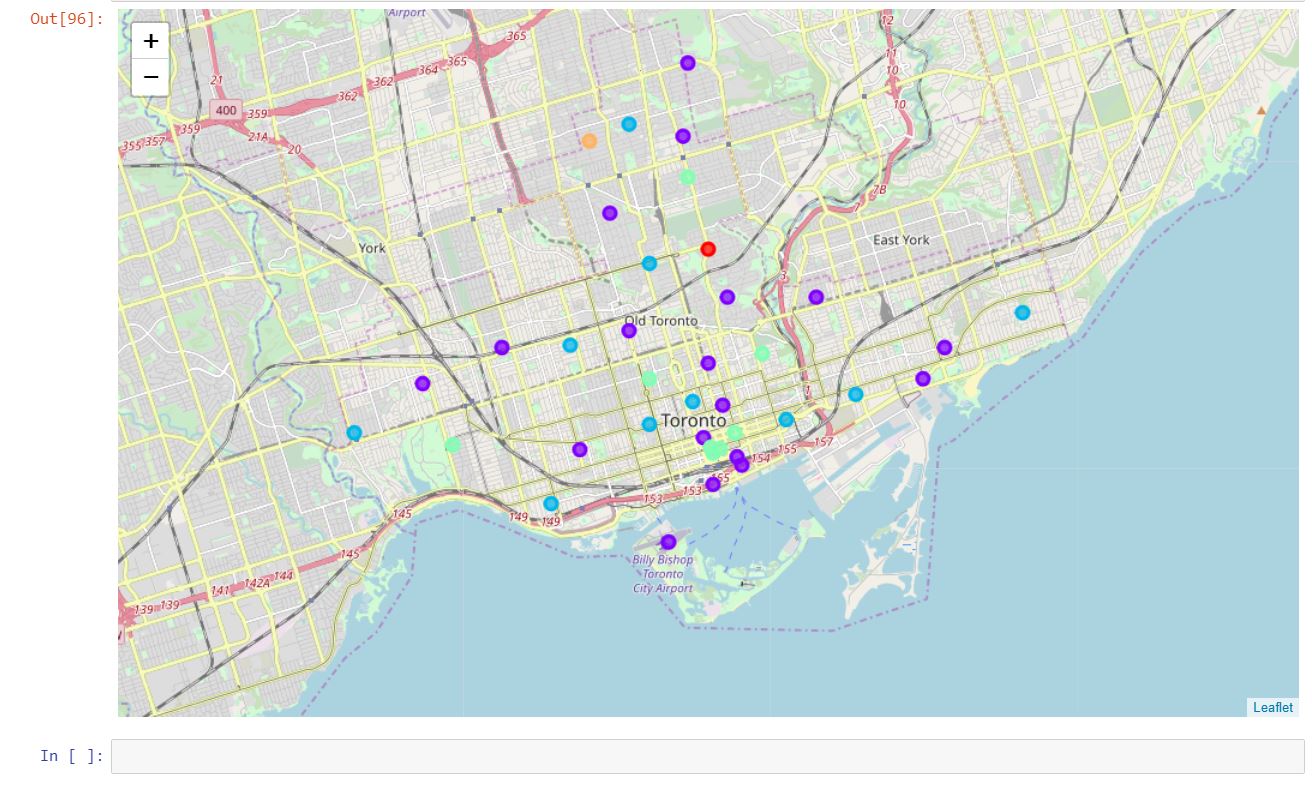 Out[96]:
Airport
+
−
12
365
11
365
21
364
10
362
362
400
359
10
359
21A
357
355
20
7B
7
York
East York
3
Old Toronto
1
Toronto
157
155
154
155
153
153
145
149
149
145
Billy Bishop
Toronto
City Airport
144
142A
141
139
139
Leaflet
In [ ]: